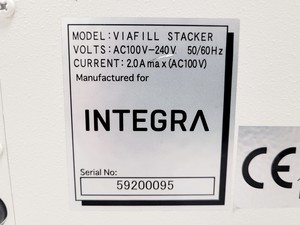 MODEL: VIAFILL STACKER
VOLTS: AC100V-240V 50/60Hz
CURRENT: 2.0A max (AC100V)
Manufactured for
INTEGRA
Serial No:
59200095
CE